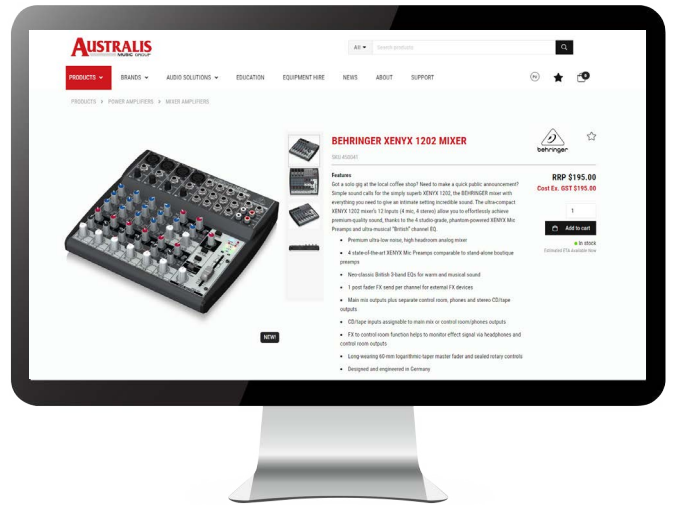 AUSTRALIS
MUSIC GROUP
All
Search products
PRODUCTS
BRANDS
AUDIO SOLUTIONS
EDUCATION
EQUIPMENT HIRE
NEWS
ABOUT
SUPPORT
0
PRODUCTS > POWER AMPLIFIERS > MIXER AMPLIFIERS
BEHRINGER XENYX 1202 MIXER
SKU 450041
Features
Got a solo gig at the local coffee shop? Need to make a quick public announcement?
Simple sound calls for the simply superb XENYX 1202, the BEHRINGER mixer with
everything you need to give an intimate setting incredible sound. The ultra-compact
XENYX 1202 mixer's 12 Inputs (4 mic, 4 stereo) allow you to effortlessly achieve
premium-quality sound, thanks to the 4 studio-grade, phantom-powered XENYX Mic
Preamps and ultra-musical "British" channel EQ.
• Premium ultra-low noise, high headroom analog mixer
• 4 state-of-the-art XENYX Mic Preamps comparable to stand-alone boutique
preamps
• Neo-classic British 3-band EQs for warm and musical sound
• 1 post fader FX send per channel for external FX devices
• Main mix outputs plus separate control room, phones and stereo CD/tape
outputs
• CD/tape inputs assignable to main mix or control room/phones outputs
• FX to control room function helps to monitor effect signal via headphones and
control room outputs
• Long-wearing 60-mm logarithmic-taper master fader and sealed rotary controls
• Designed and engineered in Germany
NEW!
behringer
RRP $195.00
Cost Ex. GST $195.00
1
Add to cart
In stock
Estimated ETA Available Now